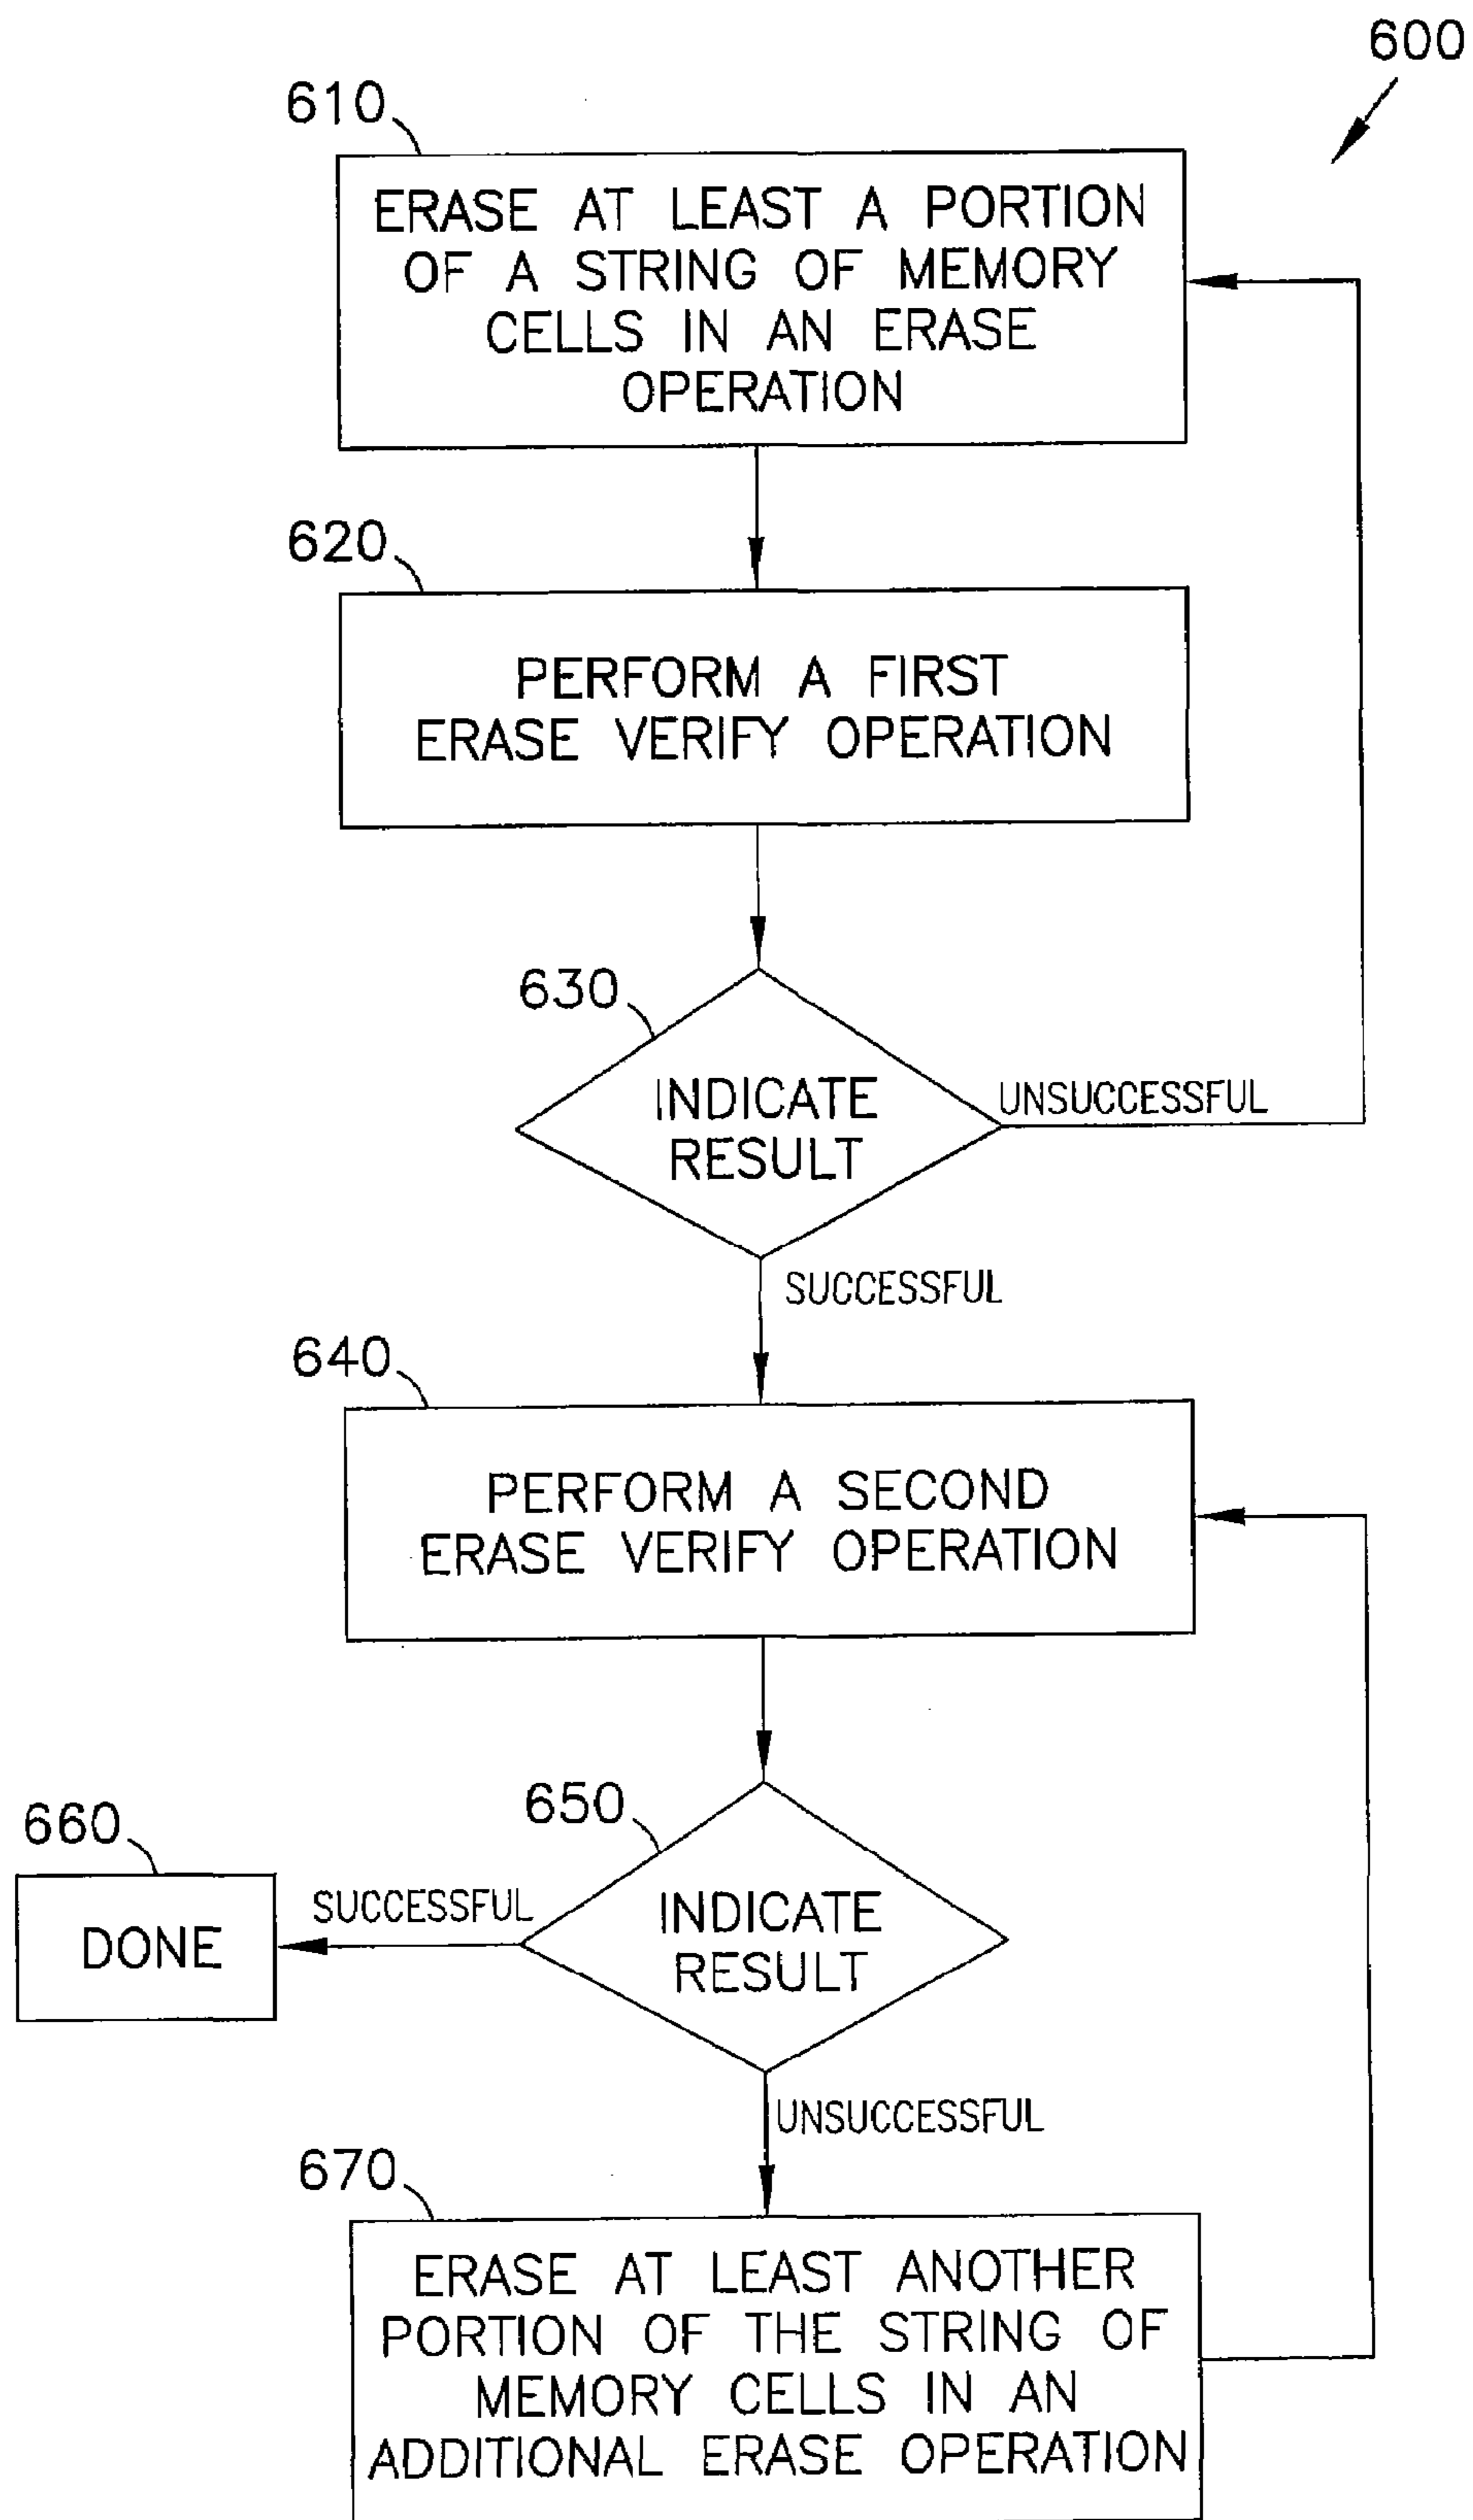 600
610
ERASE AT LEAST A PORTION
OF A STRING OF MEMORY
CELLS IN AN ERASE
OPERATION
620
PERFORM A FIRST
ERASE VERIFY OPERATION
630
INDICATE
RESULT
UNSUCCESSFUL
SUCCESSFUL
640
PERFORM A SECOND
ERASE VERIFY OPERATION
650
INDICATE
RESULT
660
SUCCESSFUL
DONE
UNSUCCESSFUL
670
ERASE AT LEAST ANOTHER
PORTION OF THE STRING OF
MEMORY CELLS IN AN
ADDITIONAL ERASE OPERATION